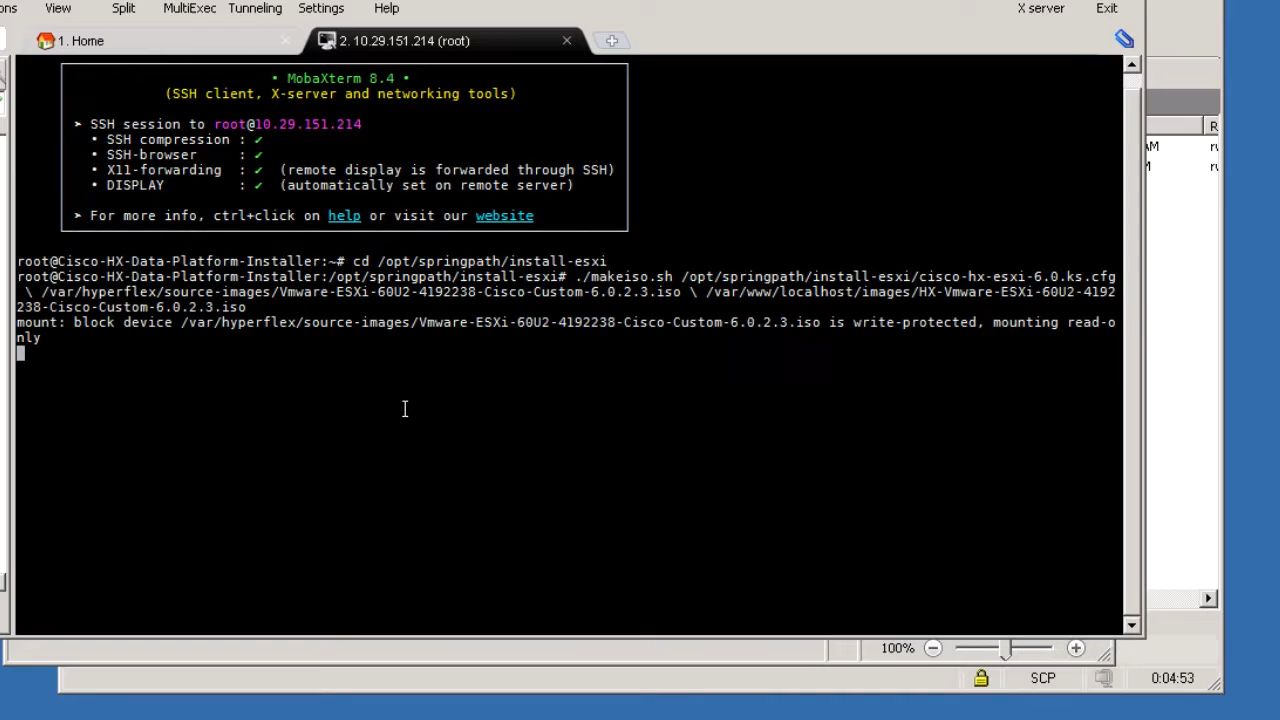 ons View Split MultiExec Tunneling Settings Help X server Exit
1. Home 2. 10.29.151.214 (root)
• MobaXterm 8.4 •
(SSH client, X-server and networking tools)
➤ SSH session to root@10.29.151.214
• SSH compression : ✔
• SSH-browser : ✔
• X11-forwarding : ✔ (remote display is forwarded through SSH)
• DISPLAY : ✔ (automatically set on remote server)
➤ For more info, ctrl+click on help or visit our website
root@Cisco-HX-Data-Platform-Installer:~# cd /opt/springpath/install-esxi
root@Cisco-HX-Data-Platform-Installer:/opt/springpath/install-esxi# ./makeiso.sh /opt/springpath/install-esxi/cisco-hx-esxi-6.0.ks.cfg
\ /var/hyperflex/source-images/Vmware-ESXi-60U2-4192238-Cisco-Custom-6.0.2.3.iso \ /var/www/localhost/images/HX-Vmware-ESXi-60U2-4192
238-Cisco-Custom-6.0.2.3.iso
mount: block device /var/hyperflex/source-images/Vmware-ESXi-60U2-4192238-Cisco-Custom-6.0.2.3.iso is write-protected, mounting read-o
nly
R
AM ru
M ru
100%
SCP 0:04:53